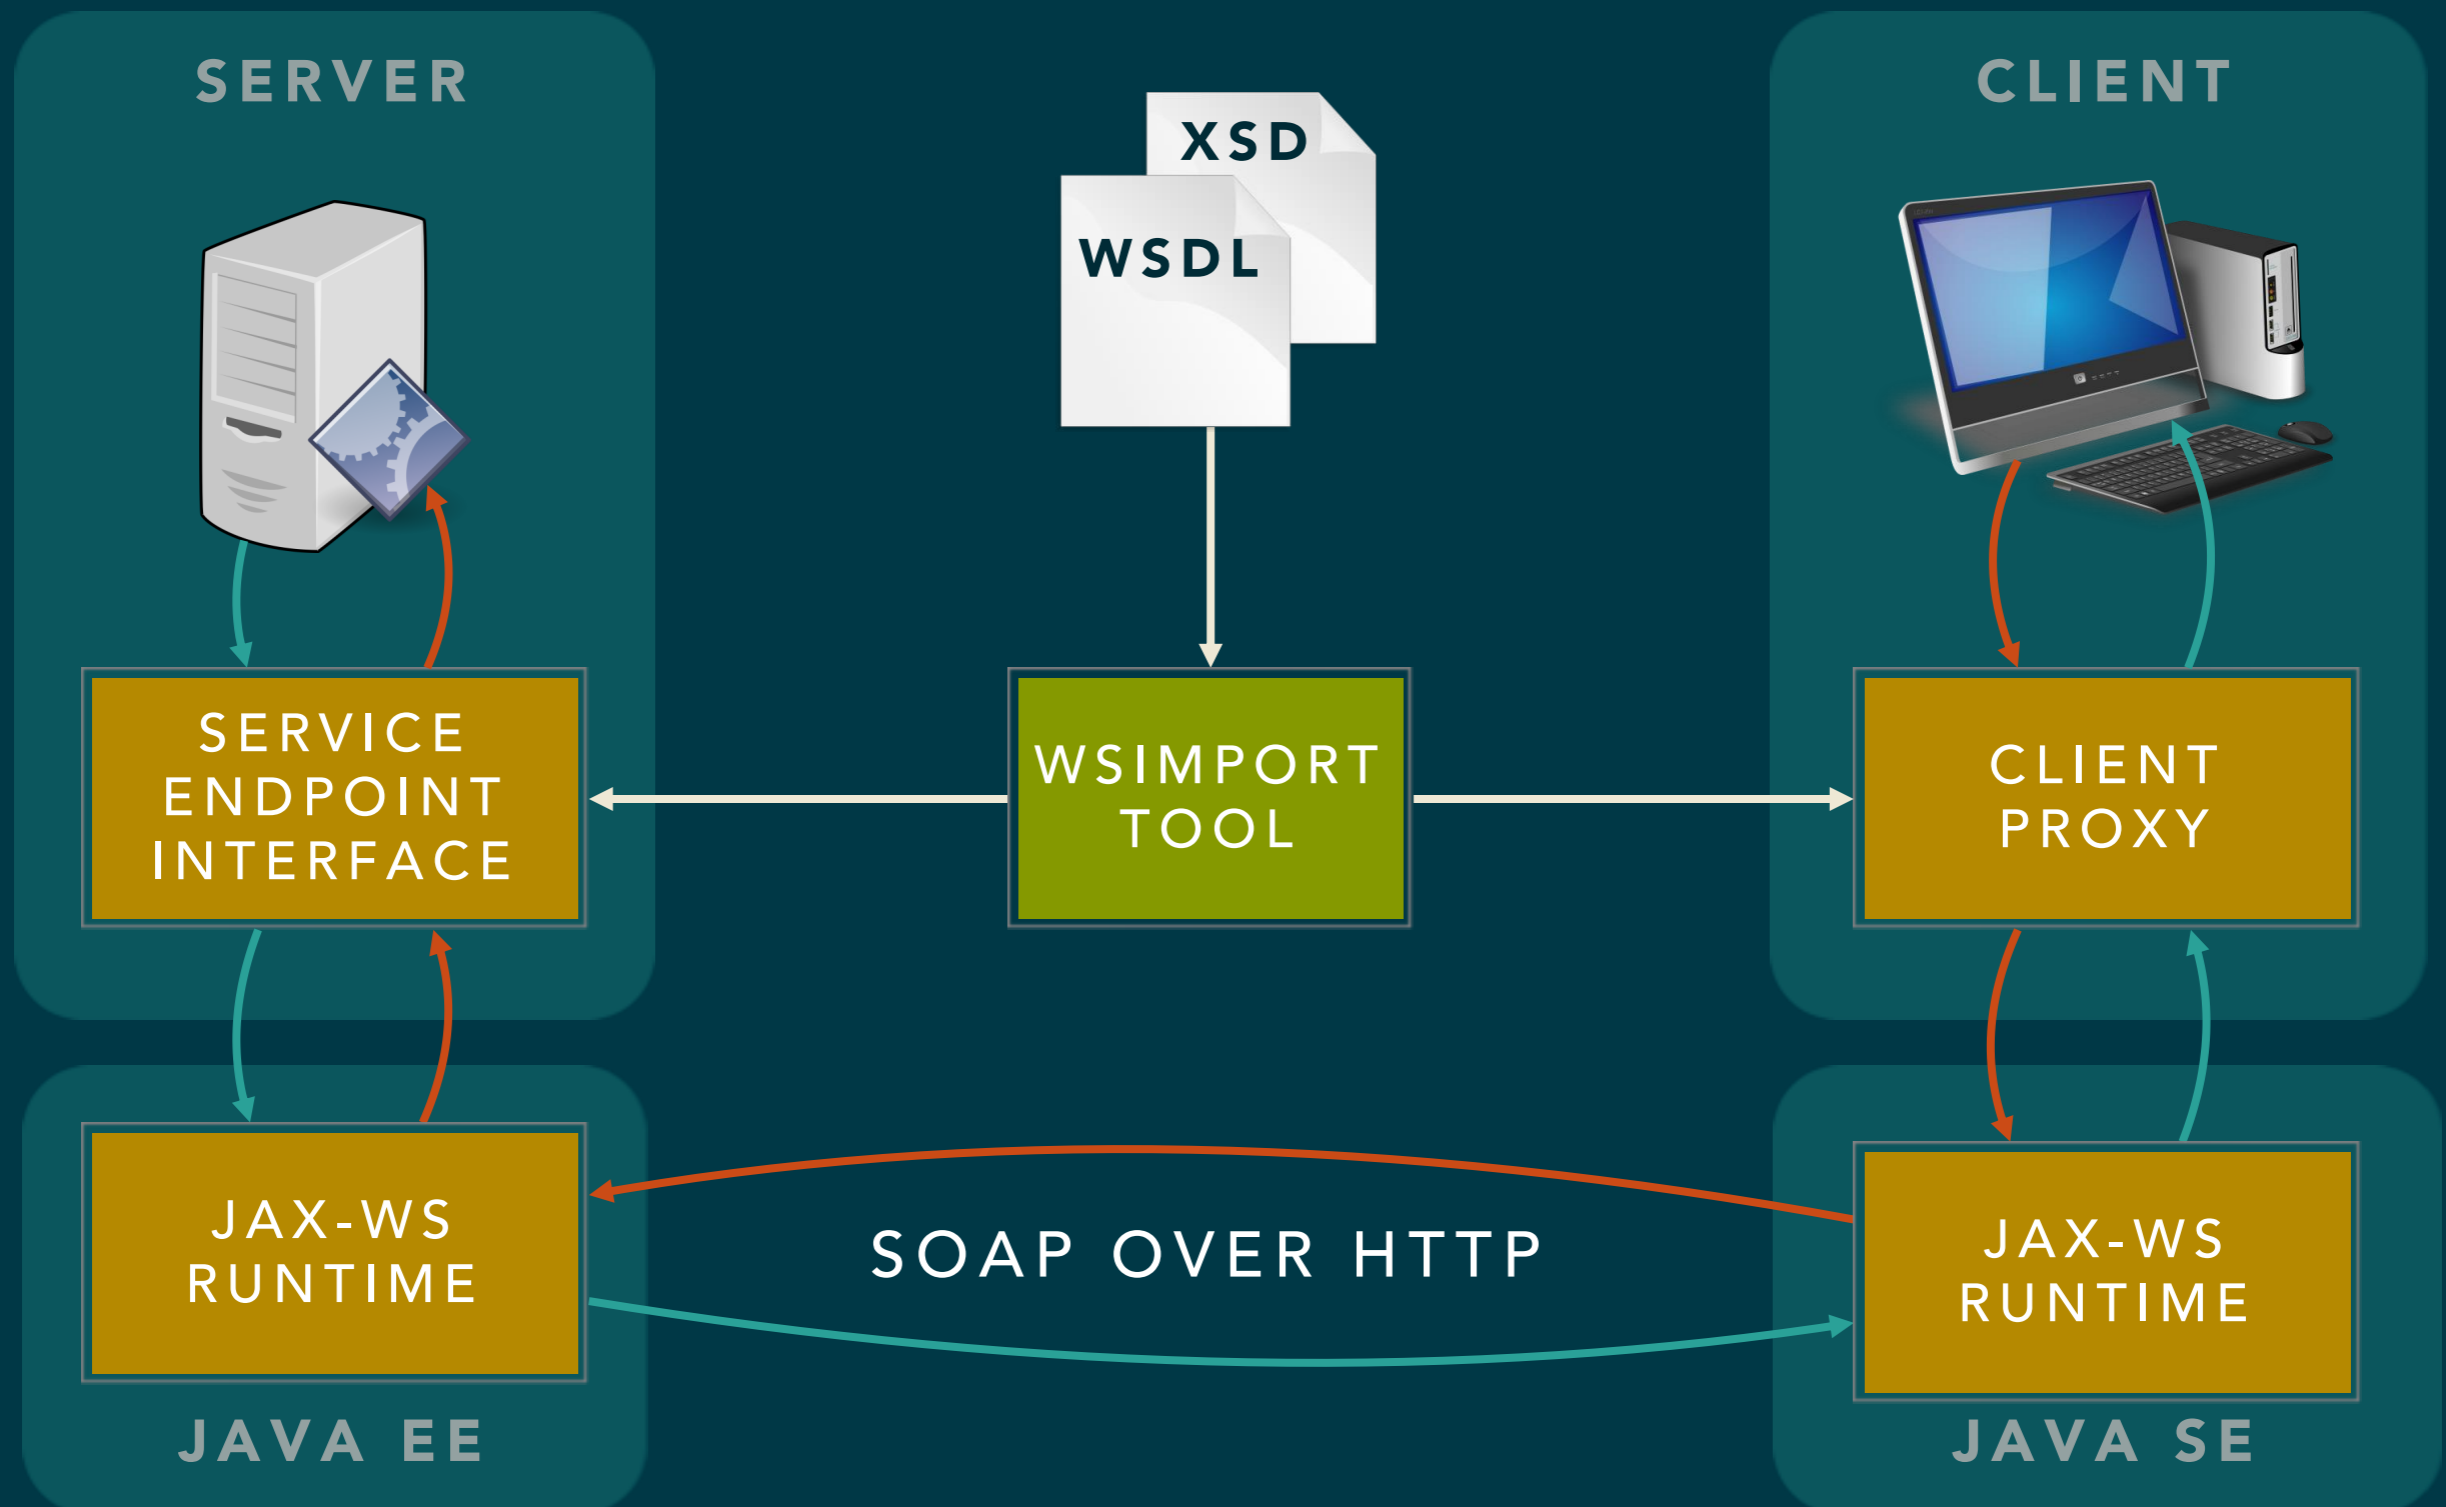 SERVER
CLIENT
XSD
WSDL
SERVICE
ENDPOINT
INTERFACE
WSIMPORT
TOOL
CLIENT
PROXY
JAX-WS
RUNTIME
SOAP OVER HTTP
JAX-WS
RUNTIME
JAVA EE
JAVA SE